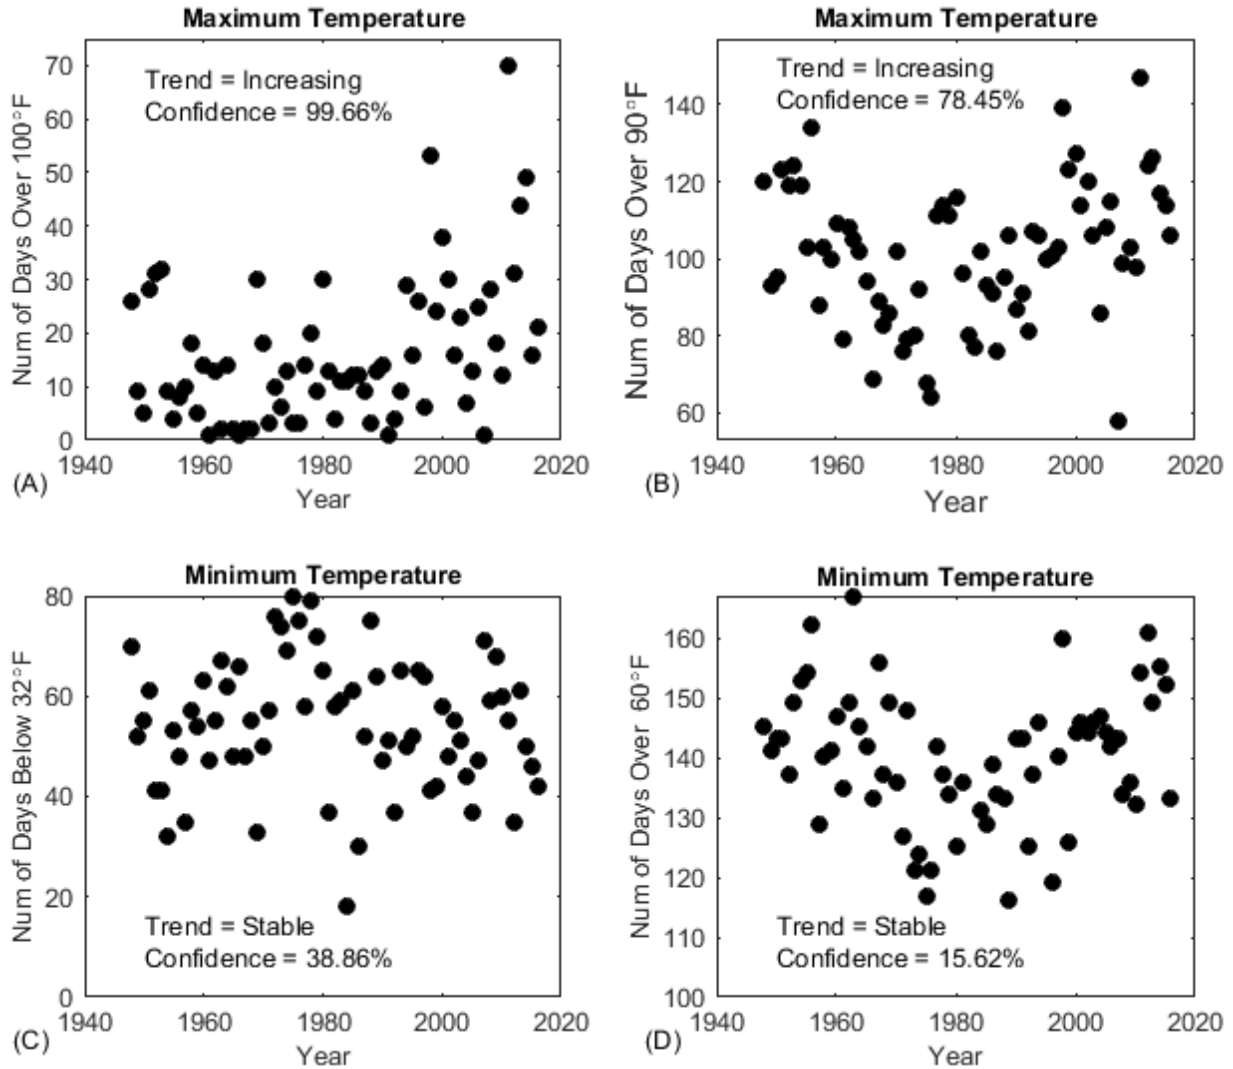 Maximum Temperature
Num of Days Over 100°F
70
60
50
40
30
20
10
0
Trend = Increasing
Confidence = 99.66%
1940
1960
1980
2000
2020
Year
(A)
Maximum Temperature
Num of Days Over 90°F
140
120
100
80
60
Trend = Increasing
Confidence = 78.45%
1940
1960
1980
2000
2020
Year
(B)
Minimum Temperature
Num of Days Below 32°F
80
60
40
20
0
Trend = Stable
Confidence = 38.86%
1940
1960
1980
2000
2020
Year
(C)
Minimum Temperature
Num of Days Over 60°F
160
150
140
130
120
110
100
Trend = Stable
Confidence = 15.62%
1940
1960
1980
2000
2020
Year
(D)